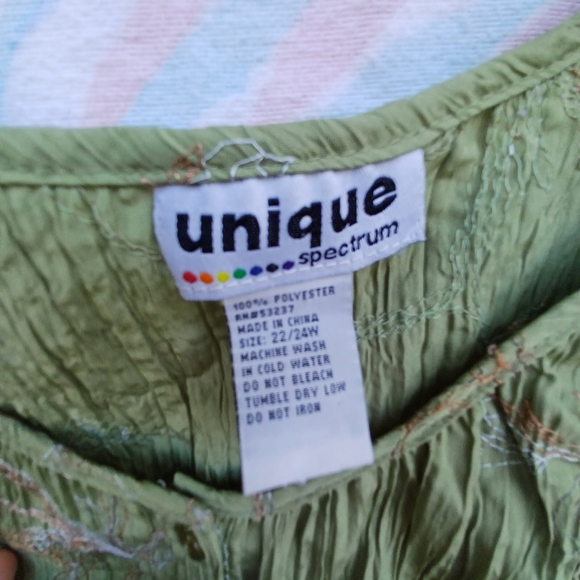 unique
spectrum
100% POLYESTER
RN#53237
MADE IN CHINA
SIZE: 22/24W
MACHINE WASH
IN COLD WATER
DO NOT BLEACH
TUMBLE DRY LOW
DO NOT IRON